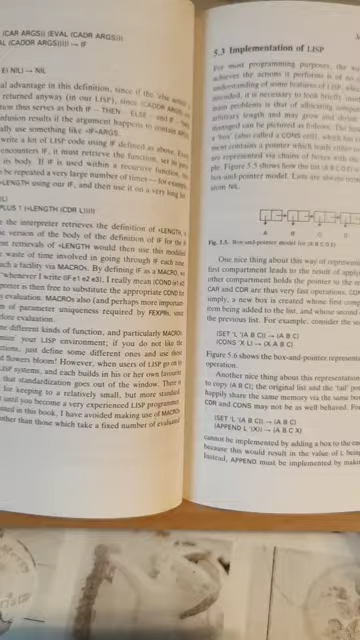 (CAR ARGS)) (EVAL (CADR ARGS)))
AL (CADDR ARGS))))) → IF
E) NIL) → NIL
al advantage in this definition, since if the 'else action' is
returned anyway (in our LISP), since (CADDR
tion thus serves as both IF – THEN – ELSE – and IF –
nfusion results if the argument happens to contain
ally use something like *IF*ARGS.
write a lot of LISP code using IF defined as above.
encounters IF, it must retrieve the function, set
its body. If IF is used within a recursive function,
be repeated a very large number of times — for example,
*LENGTH using our IF, and then use it on a very long list
(L)
PLUS 1 (*LENGTH (CDR L)))))
e the interpreter retrieves the definition of *LENGTH, it
version of the body of the definition of IF for the
nt retrievals of *LENGTH would then use this modified
waste of time involved in going through IF each
such a facility via MACROs. By defining IF as a MACRO, we
'whenever I write (IF e1 e2 e3), I really mean (COND (e1 e2)
preter is then free to substitute the appropriate COND for
evaluation. MACROs also (and perhaps more important
m of parameter uniqueness required by FEXPRs, since
fore evaluation.
e different kinds of function, and particularly MACROs
your LISP environment; if you do not like the
tions, just define some different ones and use those
d flowers bloom! However, when users of LISP go on to
LISP systems, and each builds in his or her own favourite
that standardization goes out of the window. There is
for keeping to a relatively small, but more standard
until you become a very experienced LISP programmer
nted in this book, I have avoided making use of MACROs
other than those which take a fixed number of evaluated
5.3 Implementation of LISP
For most programming purposes, the
achieves the actions it performs is of no
understanding of some features of LISP, which
intended, it is necessary to look briefly
main problems is that of allocating
arbitrary length and may grow and
managed can be pictured as follows. The
a 'box' (also called a CONS cell), which has
ment contains a pointer which leads either to
are represented via chains of boxes with
ple, Figure 5.5 shows how the list (A B C D E) is
box-and-pointer model. Lists are always
atom NIL.
A B C D
Fig. 5.5. Box-and-pointer model for (A B C D E)
One nice thing about this way of representing
first compartment leads to the result of applying
other compartment holds the pointer to the
CAR and CDR are thus very fast operations. CONS
simply, a new box is created whose first
item being added to the list, and whose second
the previous list. For example, consider the
(SET 'L '(A B C)) → (A B C)
(CONS 'X L) → (X A B C)
Figure 5.6 shows the box-and-pointer
operation.
Another nice thing about this representation
to copy (A B C); the original list and the 'tail'
happily share the same memory via the same
CDR and CONS may not be as well behaved. For
(SET 'L '(A B C)) → (A B C)
(APPEND L '(X)) → (A B C X)
cannot be implemented by adding a box to the end
because this would result in the value of L being
Instead, APPEND must be implemented by making